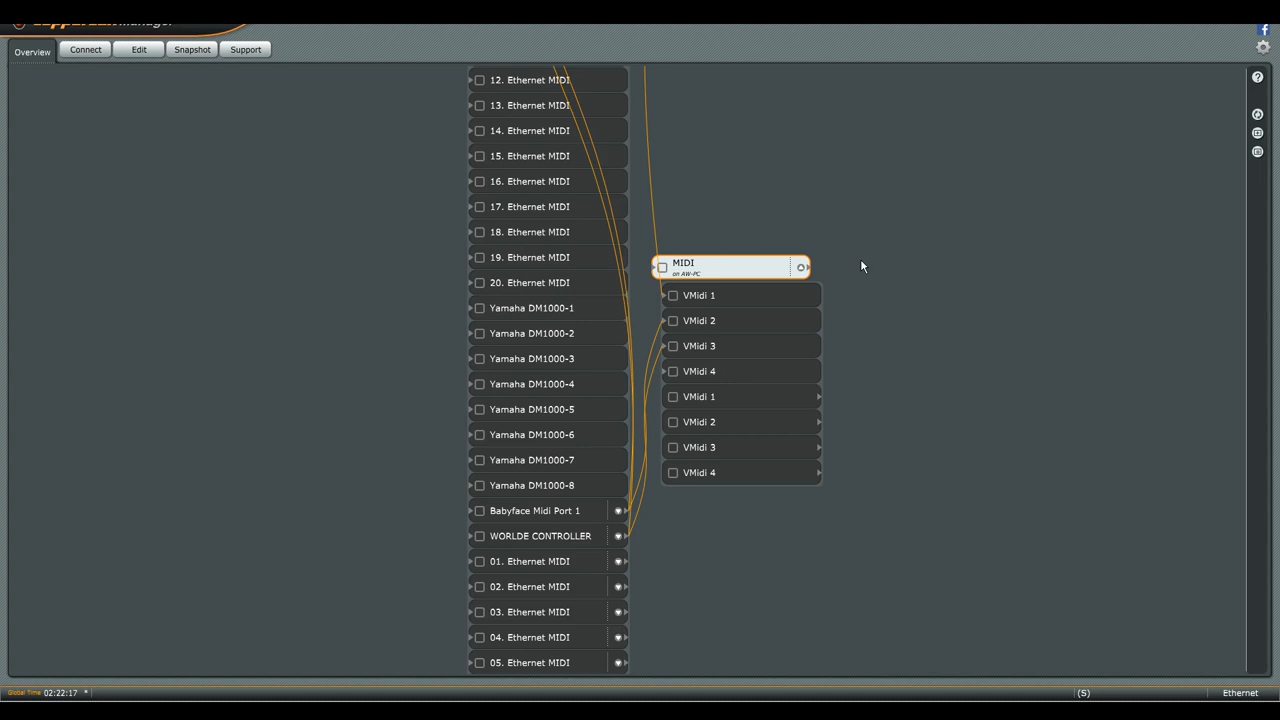 Manager
f
Overview
Connect
Edit
Snapshot
Support
?
12. Ethernet MIDI
13. Ethernet MIDI
14. Ethernet MIDI
15. Ethernet MIDI
16. Ethernet MIDI
17. Ethernet MIDI
18. Ethernet MIDI
19. Ethernet MIDI
20. Ethernet MIDI
Yamaha DM1000-1
Yamaha DM1000-2
Yamaha DM1000-3
Yamaha DM1000-4
Yamaha DM1000-5
Yamaha DM1000-6
Yamaha DM1000-7
Yamaha DM1000-8
Babyface Midi Port 1
WORLDE CONTROLLER
01. Ethernet MIDI
02. Ethernet MIDI
03. Ethernet MIDI
04. Ethernet MIDI
05. Ethernet MIDI
MIDI
on AW-PC
VMidi 1
VMidi 2
VMidi 3
VMidi 4
VMidi 1
VMidi 2
VMidi 3
VMidi 4
Global Time 02:22:17 *
(S)
Ethernet